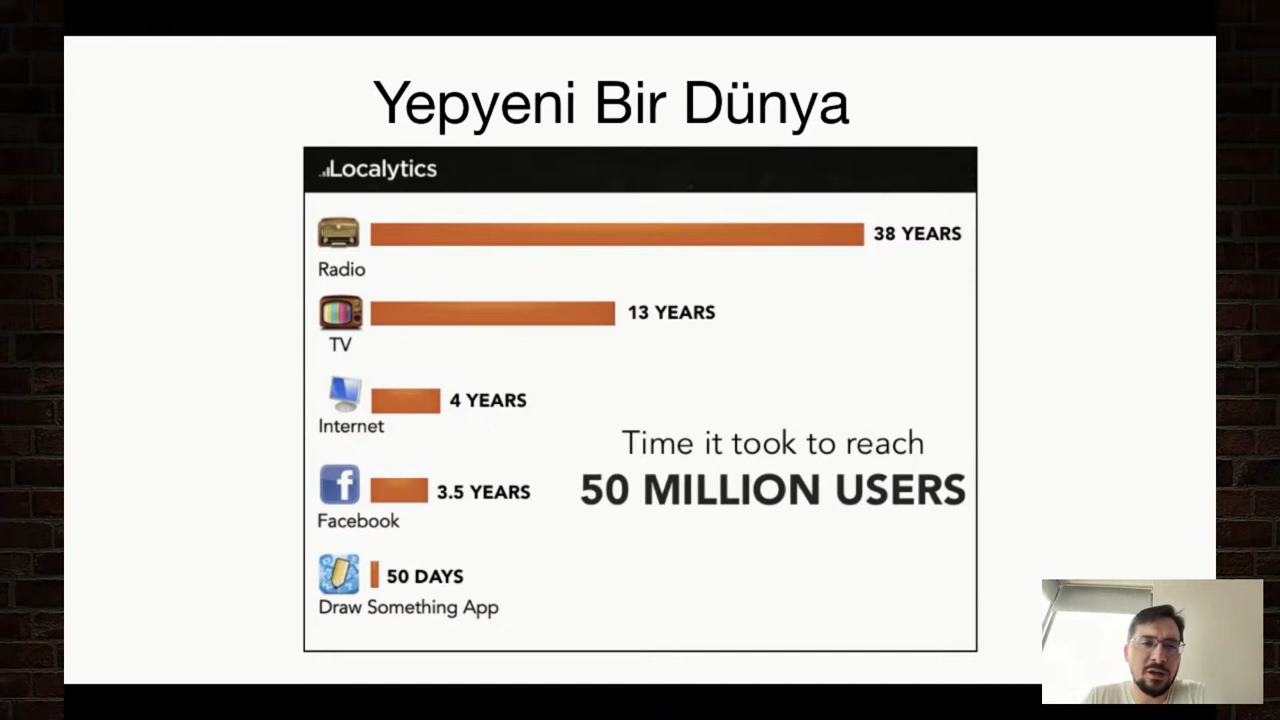 Yepyeni Bir Dünya
Localytics
38 YEARS
Radio
13 YEARS
TV
4 YEARS
Internet
Time it took to reach
50 MILLION USERS
3.5 YEARS
Facebook
50 DAYS
Draw Something App